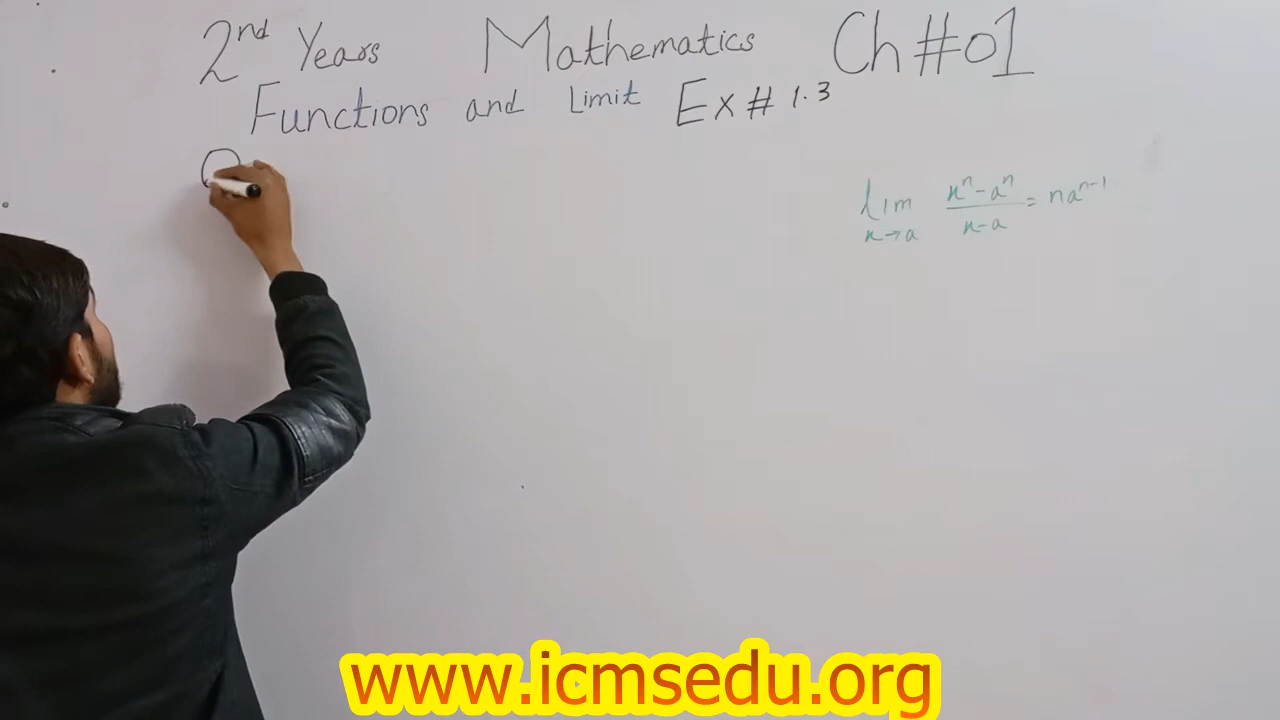 2nd Years Mathematics Ch#01
Functions and Limit Ex# 1.3
lim x→a (xⁿ-aⁿ)/(x-a) = naⁿ⁻¹
www.icmsedu.org